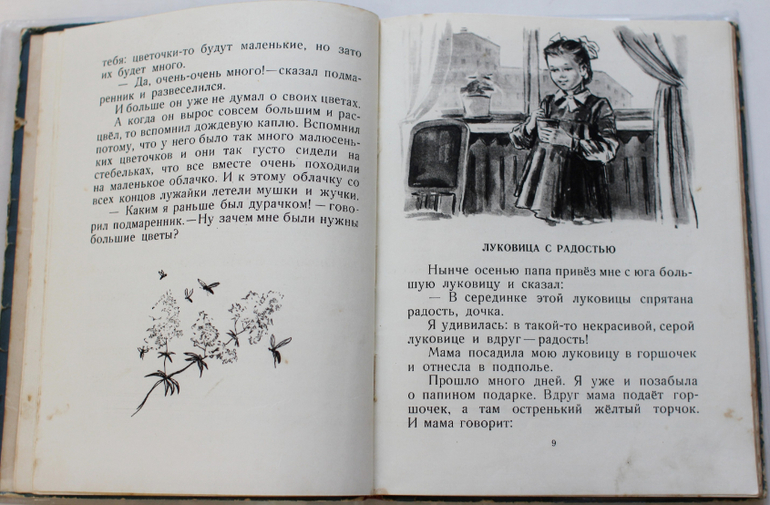 тебя: цветочки-то будут маленькие, но зато
их будет много.
— Да, очень-очень много! — сказал подма-
ренник и развеселился.
И больше он уже не думал о своих цветах.
А когда он вырос совсем большим и рас-
цвёл, то вспомнил дождевую каплю. Вспомнил
потому, что у него было так много малюсень-
ких цветочков и они так густо сидели на
стебельках, что все вместе очень походили
на маленькое облачко. И к этому облачку со
всех концов лужайки летели мушки и жучки.
— Каким я раньше был дурачком! — гово-
рил подмаренник. — Ну зачем мне были нужны
большие цветы?
ЛУКОВИЦА С РАДОСТЬЮ
Нынче осенью папа привёз мне с юга боль-
шую луковицу и сказал:
— В серединке этой луковицы спрятана
радость, дочка.
Я удивилась: в такой-то некрасивой, серой
луковице и вдруг — радость!
Мама посадила мою луковицу в горшочек
и отнесла в подполье.
Прошло много дней. Я уже и позабыла
о папином подарке. Вдруг мама подаёт гор-
шочек, а там остренький жёлтый торчок.
И мама говорит:
9